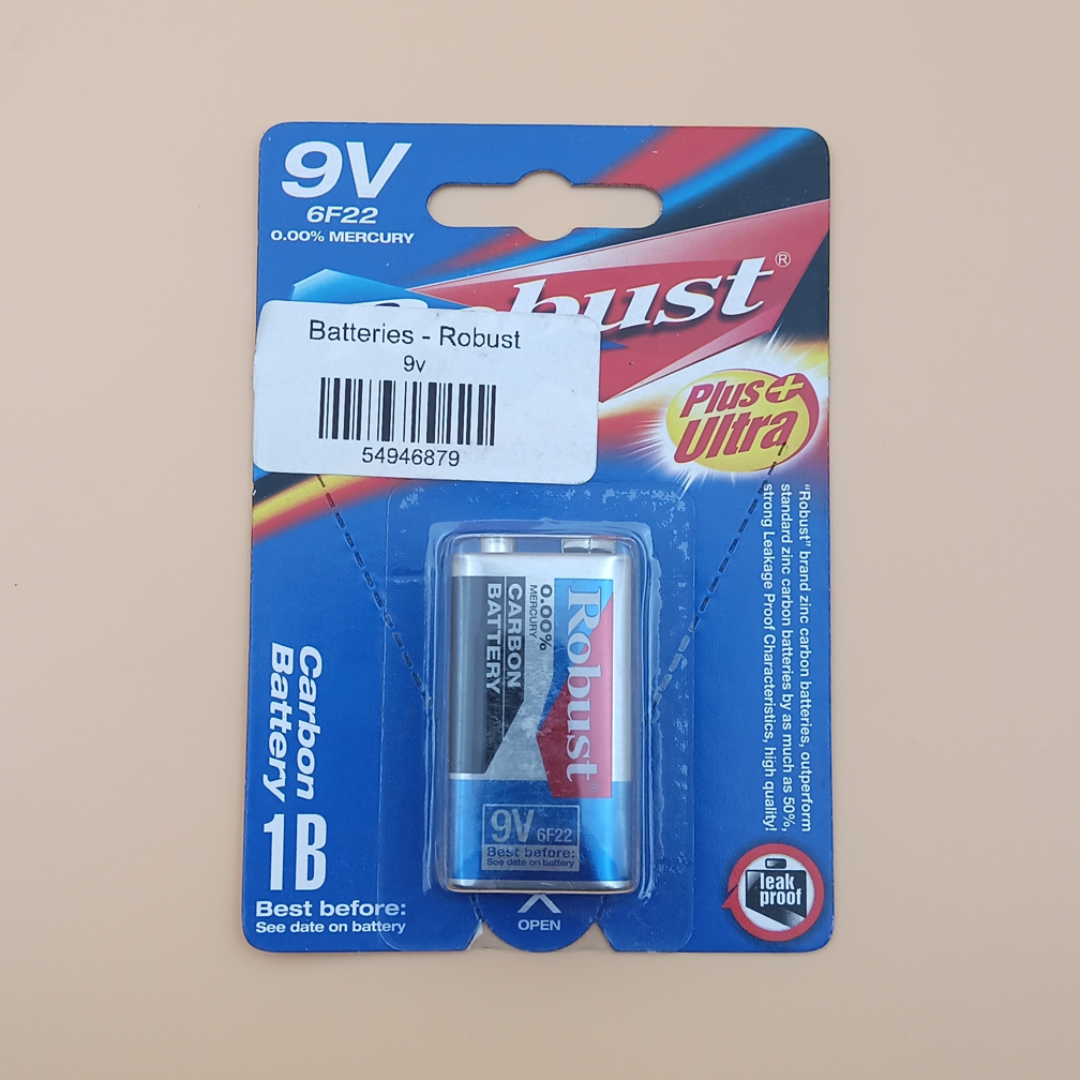 9V
6F22
0.00% MERCURY
Robust®
Batteries - Robust
9v
54946879
Plus+
Ultra
"Robust" brand zinc carbon batteries, outperform
standard zinc carbon batteries by as much as 50%,
strong Leakage Proof Characteristics, high quality!
Robust
0.00%
MERCURY
CARBON
BATTERY
9V 6F22
Best before:
See date on battery
Carbon
Battery
1B
Best before:
See date on battery
OPEN
leak
proof